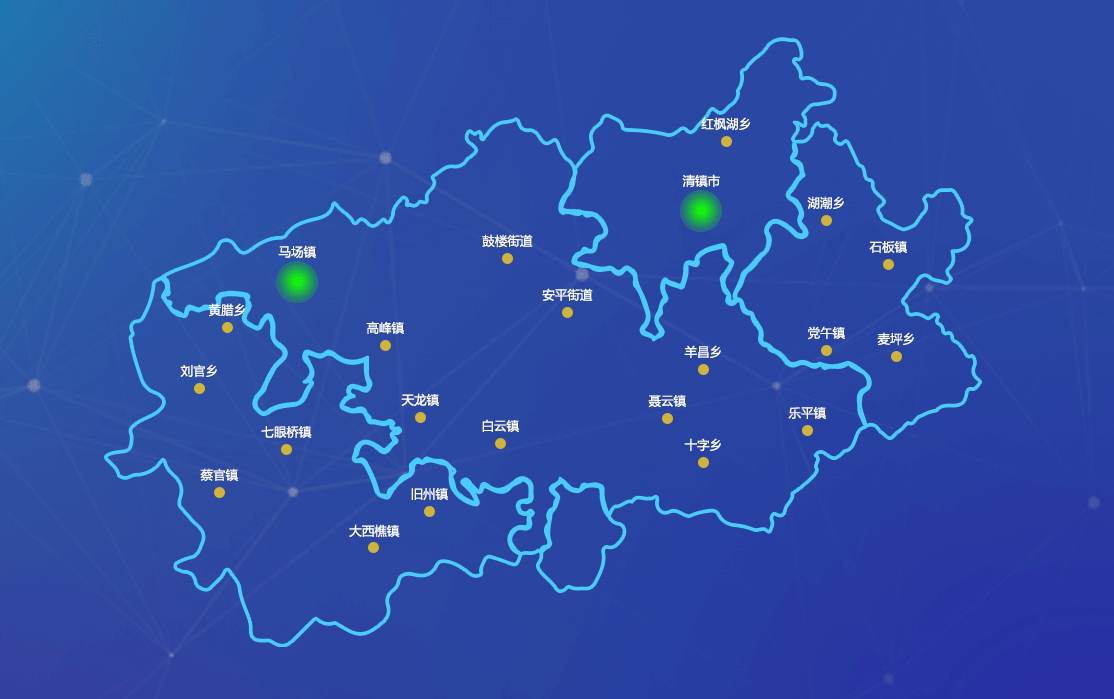 红枫湖乡
清镇市
湖潮乡
鼓楼街道
石板镇
马场镇
安平街道
黄腊乡
高峰镇
党午镇
麦坪乡
羊昌乡
刘官乡
天龙镇
聂云镇
乐平镇
七眼桥镇
白云镇
十字乡
蔡官镇
旧州镇
大西樵镇